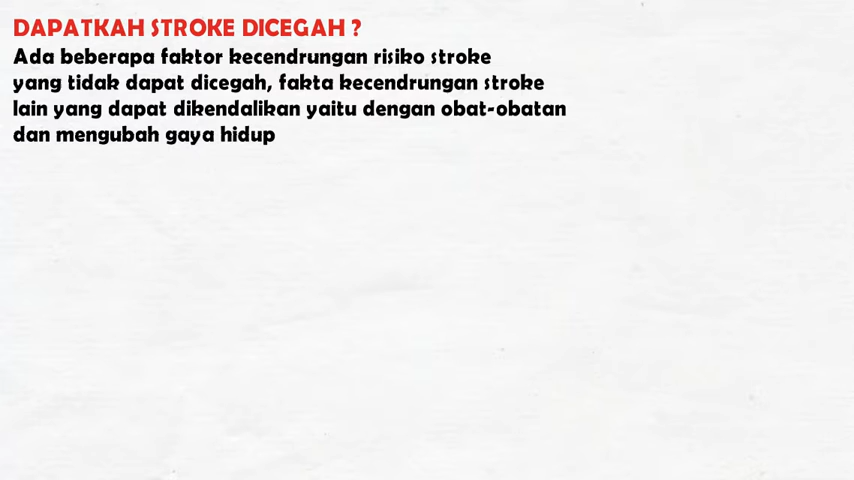 DAPATKAH STROKE DICEGAH ?
Ada beberapa faktor kecendrungan risiko stroke
yang tidak dapat dicegah, fakta kecendrungan stroke
lain yang dapat dikendalikan yaitu dengan obat-obatan
dan mengubah gaya hidup